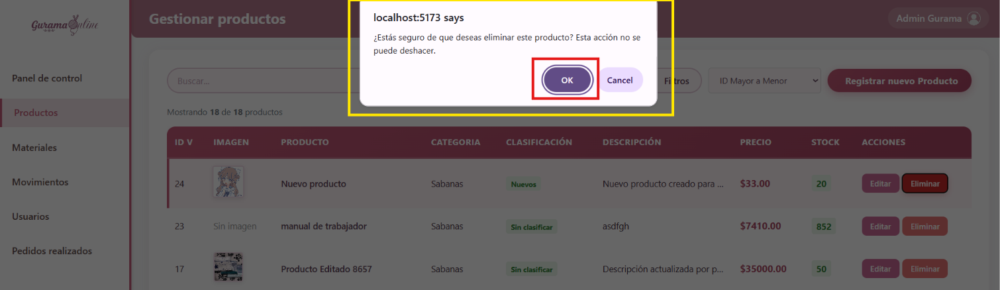 Gurama Online
Gestionar productos
Admin Gurama
localhost:5173 says
¿Estás seguro de que deseas eliminar este producto? Esta acción no se
puede deshacer.
OK
Cancel
Panel de control
Productos
Materiales
Movimientos
Usuarios
Pedidos realizados
Buscar...
Filtros
ID Mayor a Menor
Registrar nuevo Producto
Mostrando 18 de 18 productos
ID V IMAGEN PRODUCTO CATEGORIA CLASIFICACIÓN DESCRIPCIÓN PRECIO STOCK ACCIONES
24 Nuevo producto Sabanas Nuevos Nuevo producto creado para ... $33.00 20 Editar Eliminar
23 Sin imagen manual de trabajador Sabanas Sin clasificar asdfgh $7410.00 852 Editar Eliminar
17 Producto Editado 8657 Sabanas Sin clasificar Descripción actualizada por p... $35000.00 50 Editar Eliminar